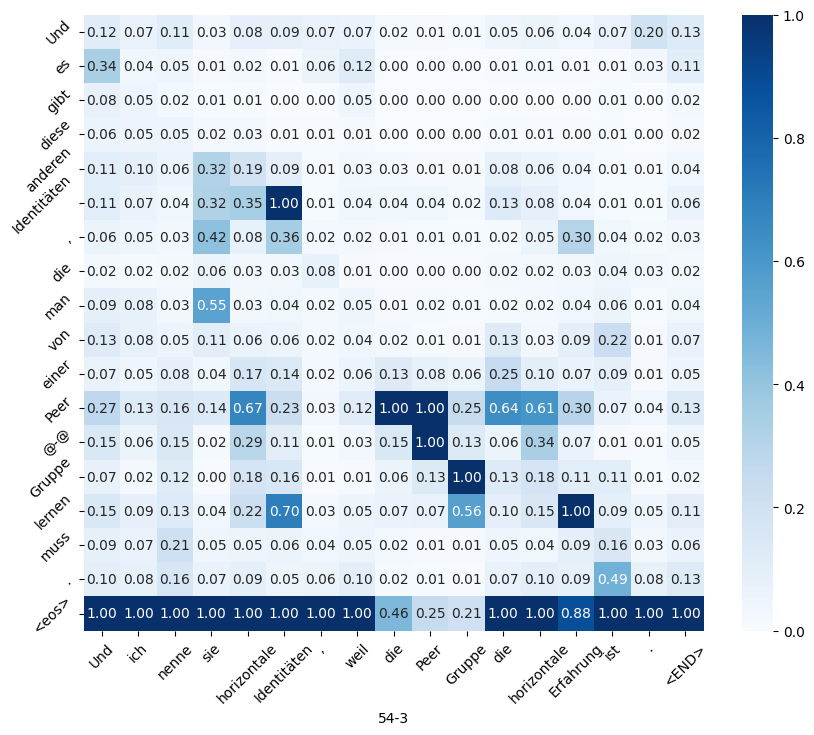 Und 0.12 0.07 0.11 0.03 0.08 0.09 0.07 0.07 0.02 0.01 0.01 0.05 0.06 0.04 0.07 0.20 0.13
es 0.34 0.04 0.05 0.01 0.02 0.01 0.06 0.12 0.00 0.00 0.00 0.01 0.01 0.01 0.01 0.03 0.11
gibt 0.08 0.05 0.02 0.01 0.01 0.00 0.00 0.05 0.00 0.00 0.00 0.00 0.00 0.00 0.01 0.00 0.02
diese 0.06 0.05 0.05 0.02 0.03 0.01 0.01 0.01 0.00 0.00 0.00 0.01 0.01 0.00 0.01 0.00 0.02
anderen 0.11 0.10 0.06 0.32 0.19 0.09 0.01 0.03 0.03 0.01 0.01 0.08 0.06 0.04 0.01 0.01 0.04
Identitäten 0.11 0.07 0.04 0.32 0.35 1.00 0.01 0.04 0.04 0.04 0.02 0.13 0.08 0.04 0.01 0.01 0.06
, 0.06 0.05 0.03 0.42 0.08 0.36 0.02 0.02 0.01 0.01 0.01 0.02 0.05 0.30 0.04 0.02 0.03
die 0.02 0.02 0.02 0.06 0.03 0.03 0.08 0.01 0.00 0.00 0.00 0.02 0.02 0.03 0.04 0.03 0.02
man 0.09 0.08 0.03 0.55 0.03 0.04 0.02 0.05 0.01 0.02 0.01 0.02 0.02 0.04 0.06 0.01 0.04
von 0.13 0.08 0.05 0.11 0.06 0.06 0.02 0.04 0.02 0.01 0.01 0.13 0.03 0.09 0.22 0.01 0.07
einer 0.07 0.05 0.08 0.04 0.17 0.14 0.02 0.06 0.13 0.08 0.06 0.25 0.10 0.07 0.09 0.01 0.05
Peer 0.27 0.13 0.16 0.14 0.67 0.23 0.03 0.12 1.00 1.00 0.25 0.64 0.61 0.30 0.07 0.04 0.13
@-@ 0.15 0.06 0.15 0.02 0.29 0.11 0.01 0.03 0.15 1.00 0.13 0.06 0.34 0.07 0.01 0.01 0.05
Gruppe 0.07 0.02 0.12 0.00 0.18 0.16 0.01 0.01 0.06 0.13 1.00 0.13 0.18 0.11 0.11 0.01 0.02
lernen 0.15 0.09 0.13 0.04 0.22 0.70 0.03 0.05 0.07 0.07 0.56 0.10 0.15 1.00 0.09 0.05 0.11
muss 0.09 0.07 0.21 0.05 0.05 0.06 0.04 0.05 0.02 0.01 0.01 0.05 0.04 0.09 0.16 0.03 0.06
. 0.10 0.08 0.16 0.07 0.09 0.05 0.06 0.10 0.02 0.01 0.01 0.07 0.10 0.09 0.49 0.08 0.13
<eos> 1.00 1.00 1.00 1.00 1.00 1.00 1.00 1.00 0.46 0.25 0.21 1.00 1.00 0.88 1.00 1.00 1.00
Und ich nenne sie horizontale Identitäten , weil die Peer Gruppe die horizontale Erfahrung ist . <END>
54-3
1.0
0.8
0.6
0.4
0.2
0.0